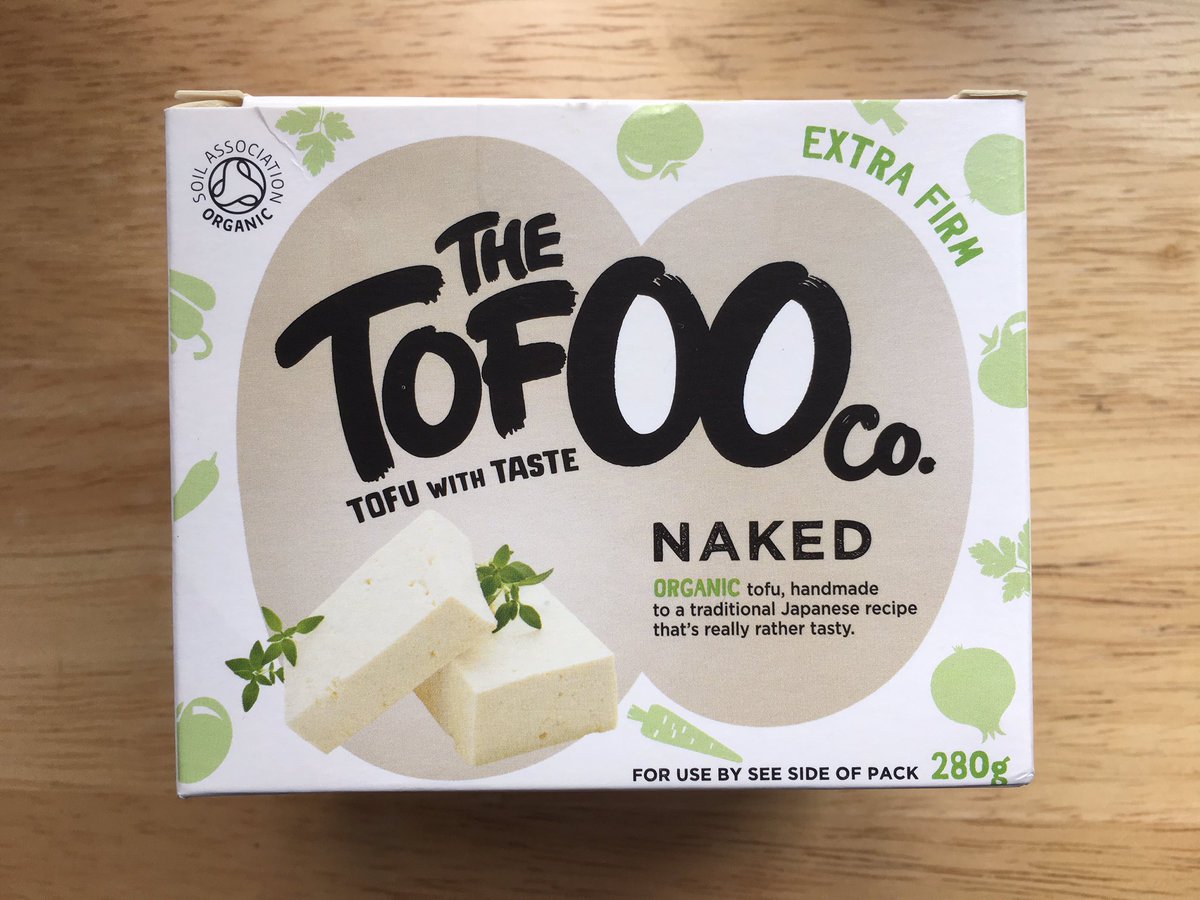 SOIL ASSOCIATION
ORGANIC
EXTRA FIRM
THE
TOFOO
Co.
TOFU WITH TASTE
NAKED
ORGANIC tofu, handmade
to a traditional Japanese recipe
that's really rather tasty.
FOR USE BY SEE SIDE OF PACK 280g